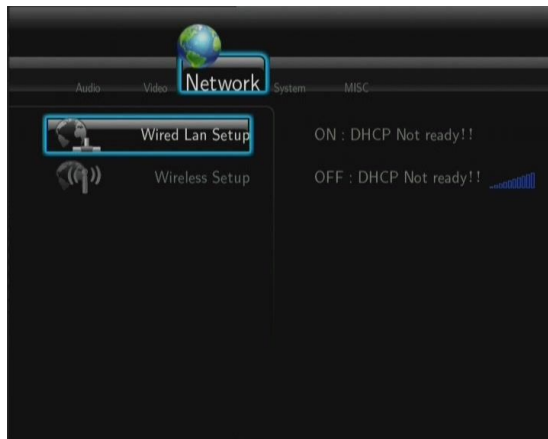 Audio Video Network System MISC
Wired Lan Setup ON : DHCP Not ready!!
Wireless Setup OFF : DHCP Not ready!!